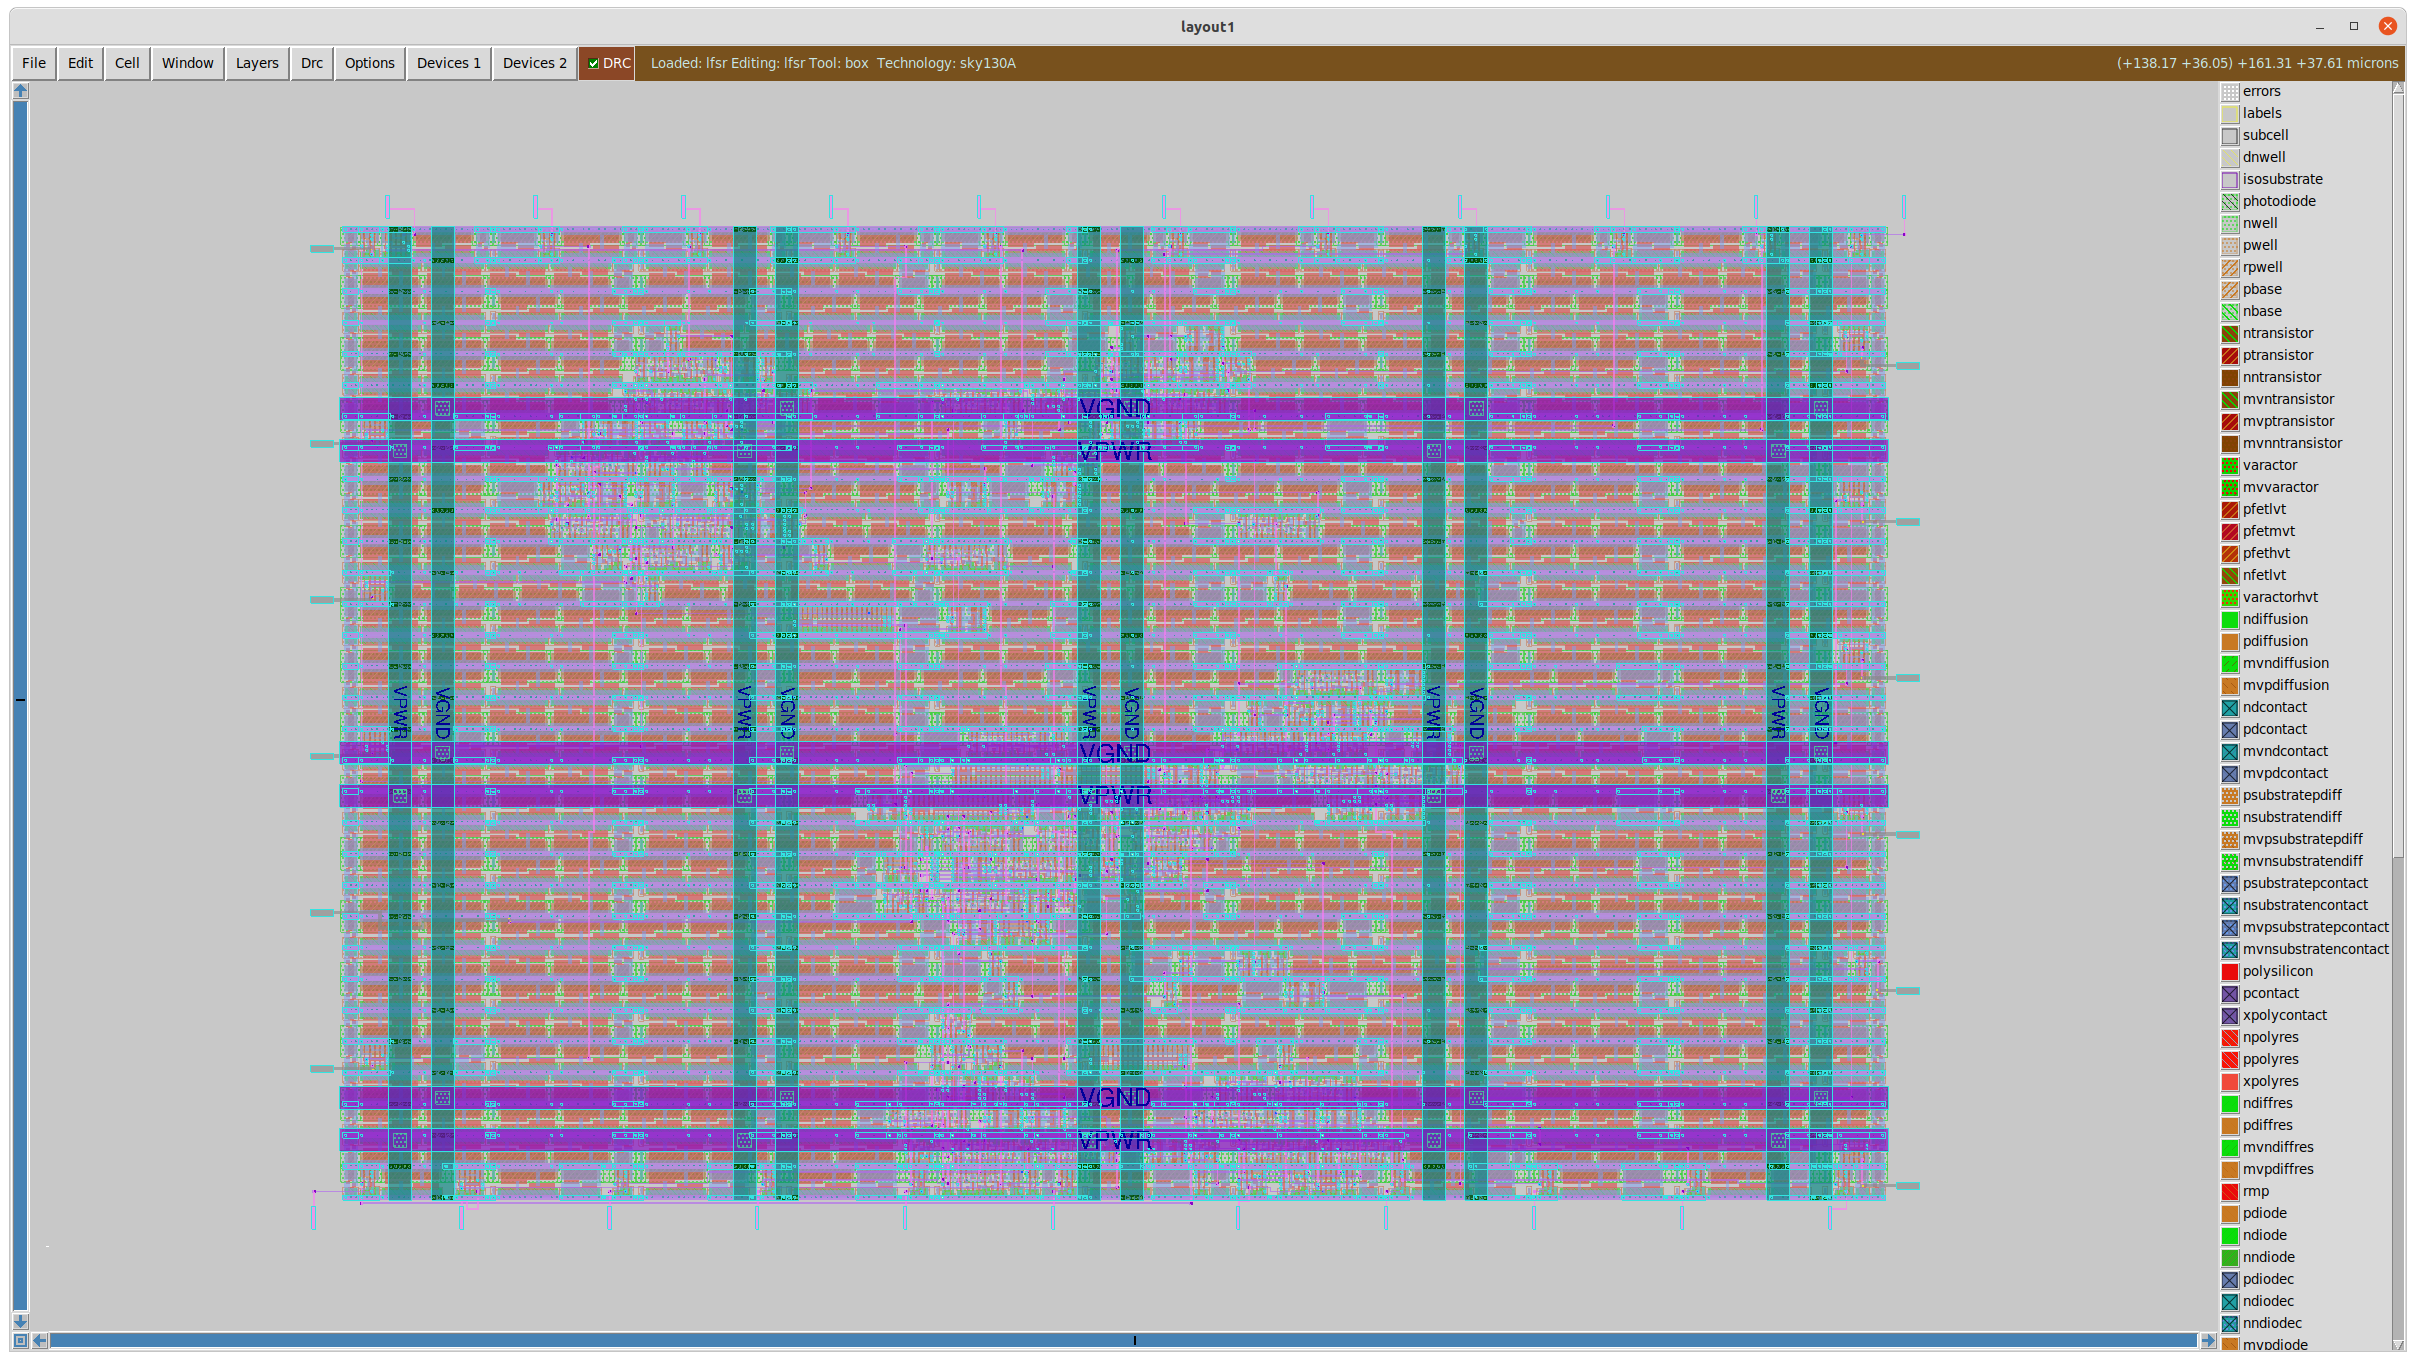 layout1
File Edit Cell Window Layers Drc Options Devices 1 Devices 2 DRC Loaded: lfsr Editing: lfsr Tool: box Technology: sky130A (+138.17 +36.05) +161.31 +37.61 microns
VGND
VPWR
VPWR VGND VPWR VGND VPWR VGND VPWR VGND VPWR VGND
VGND
VPWR
VGND
VPWR
errors
labels
subcell
dnwell
isosubstrate
photodiode
nwell
pwell
rpwell
pbase
nbase
ntransistor
ptransistor
nntransistor
mvntransistor
mvptransistor
mvnntransistor
varactor
mvvaractor
pfetlvt
pfetmvt
pfethvt
nfetlvt
varactorhvt
ndiffusion
pdiffusion
mvndiffusion
mvpdiffusion
ndcontact
pdcontact
mvndcontact
mvpdcontact
psubstratepdiff
nsubstratendiff
mvpsubstratepdiff
mvnsubstratendiff
psubstratepcontact
nsubstratencontact
mvpsubstratepcontact
mvnsubstratencontact
polysilicon
pcontact
xpolycontact
npolyres
ppolyres
xpolyres
ndiffres
pdiffres
mvndiffres
mvpdiffres
rmp
pdiode
ndiode
nndiode
pdiodec
ndiodec
nndiodec
mvpdiode